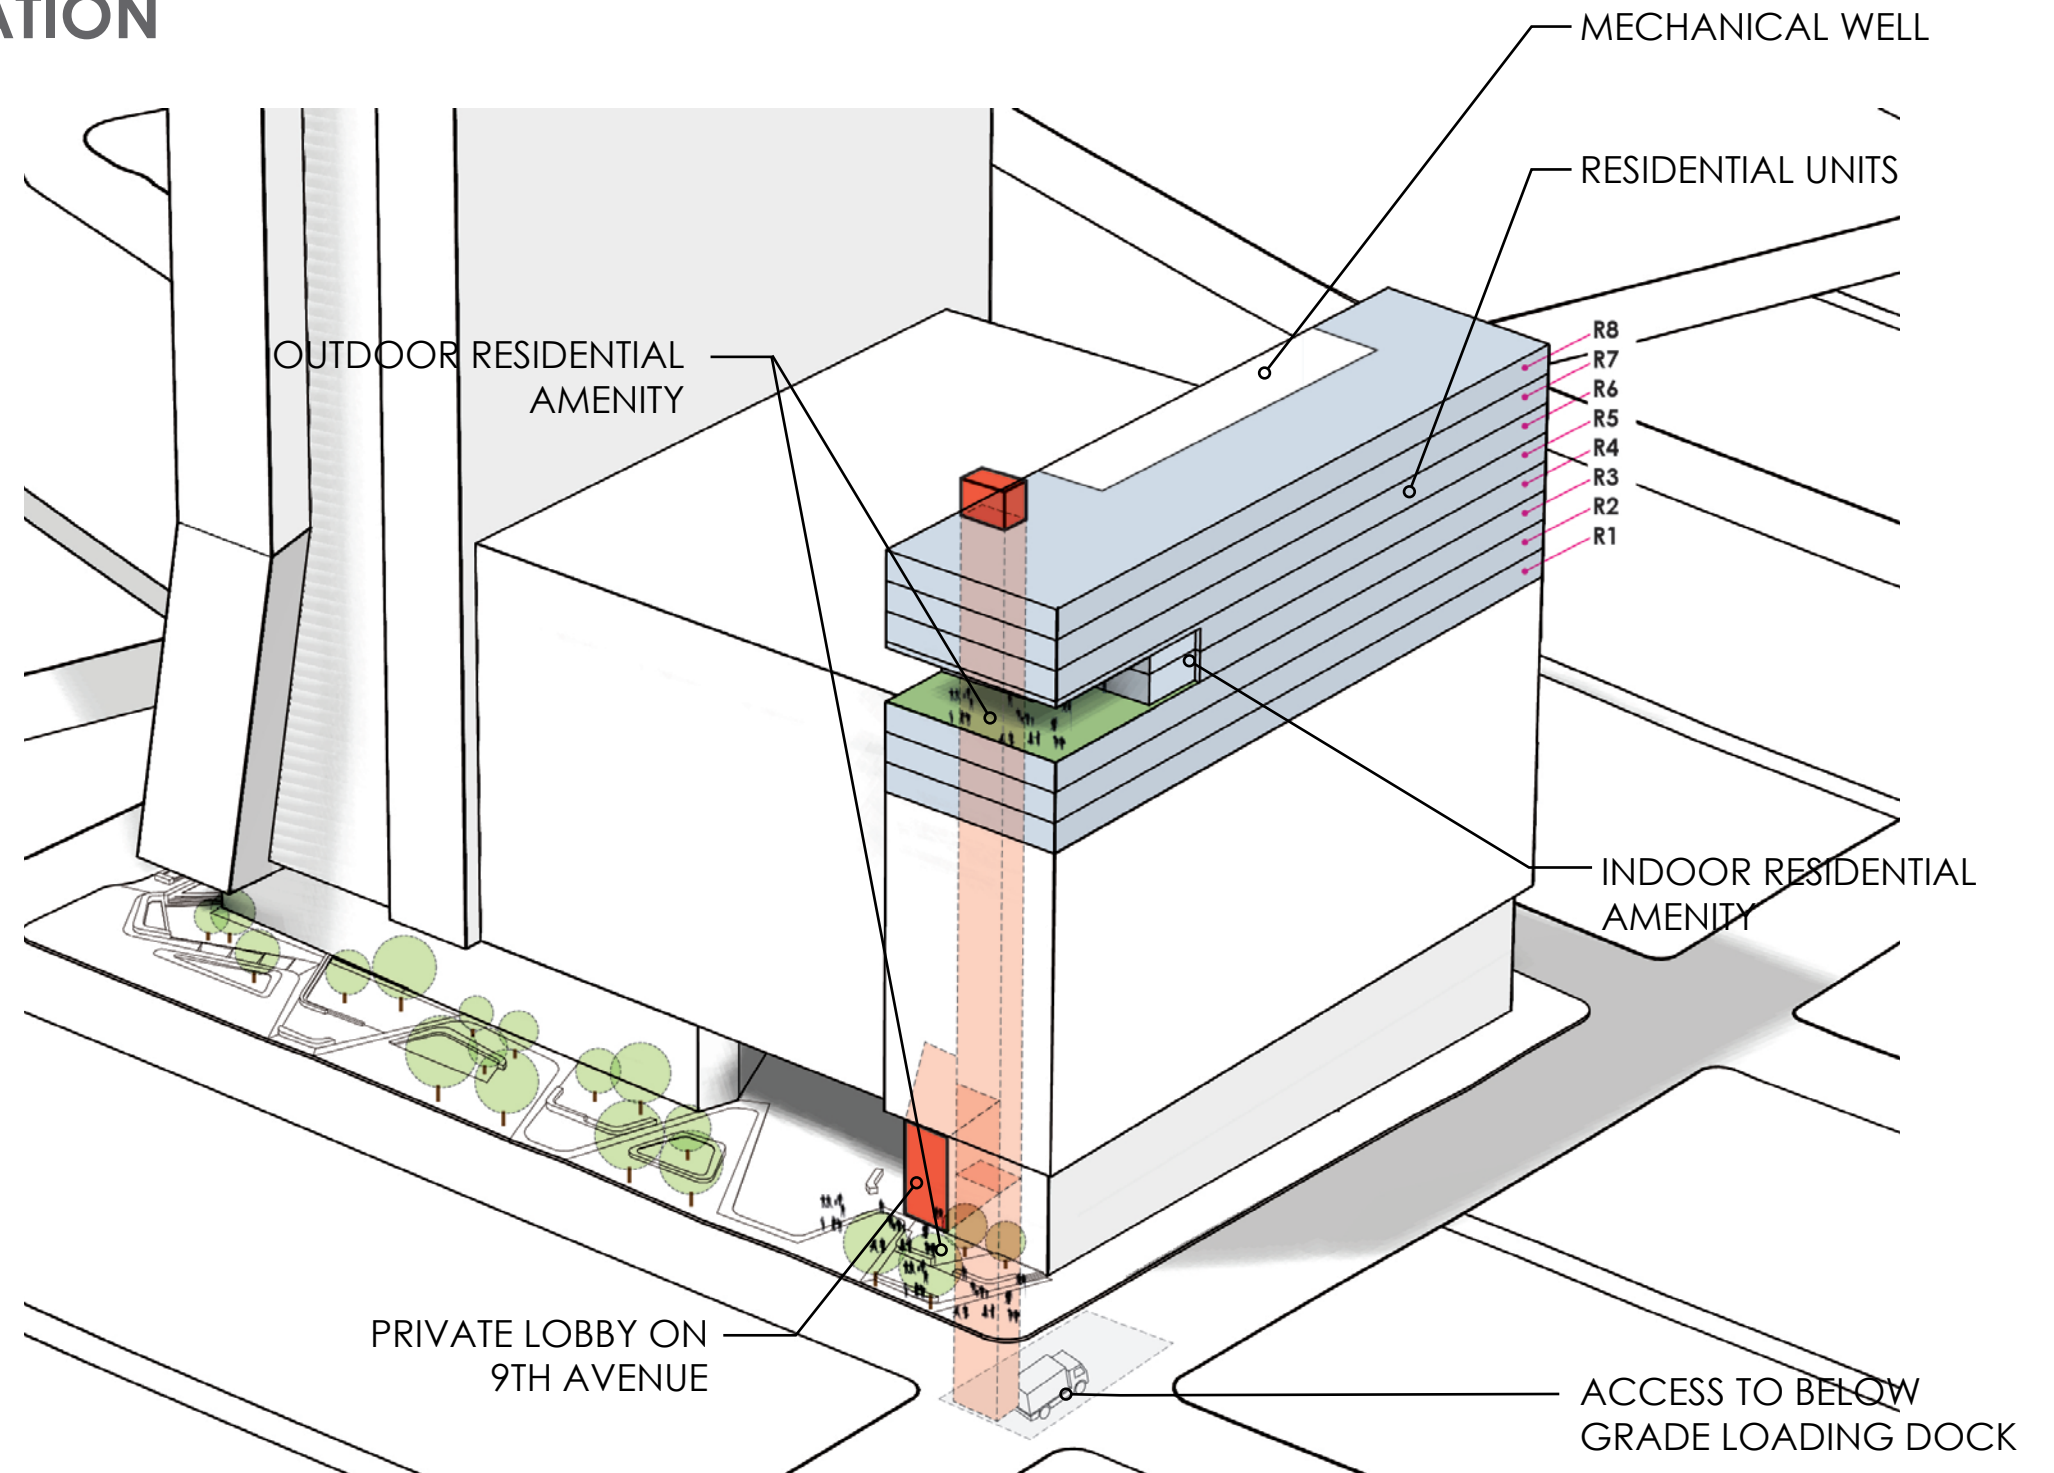 MECHANICAL WELL
RESIDENTIAL UNITS
R8
R7
R6
R5
R4
R3
R2
R1
OUTDOOR RESIDENTIAL
AMENITY
INDOOR RESIDENTIAL
AMENITY
PRIVATE LOBBY ON
9TH AVENUE
ACCESS TO BELOW
GRADE LOADING DOCK